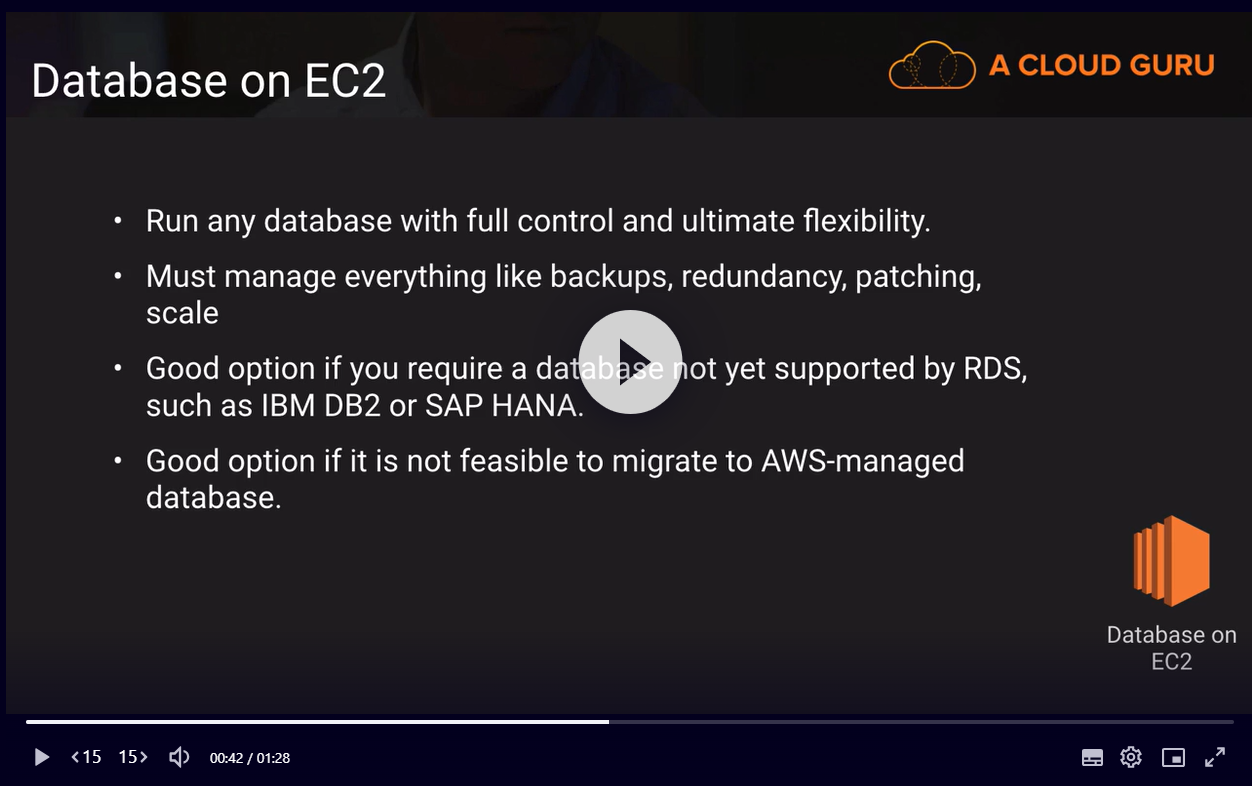 Database on EC2
A CLOUD GURU
• Run any database with full control and ultimate flexibility.
• Must manage everything like backups, redundancy, patching,
scale
• Good option if you require a database not yet supported by RDS,
such as IBM DB2 or SAP HANA.
• Good option if it is not feasible to migrate to AWS-managed
database.
Database on
EC2
15 15 00:42 / 01:28